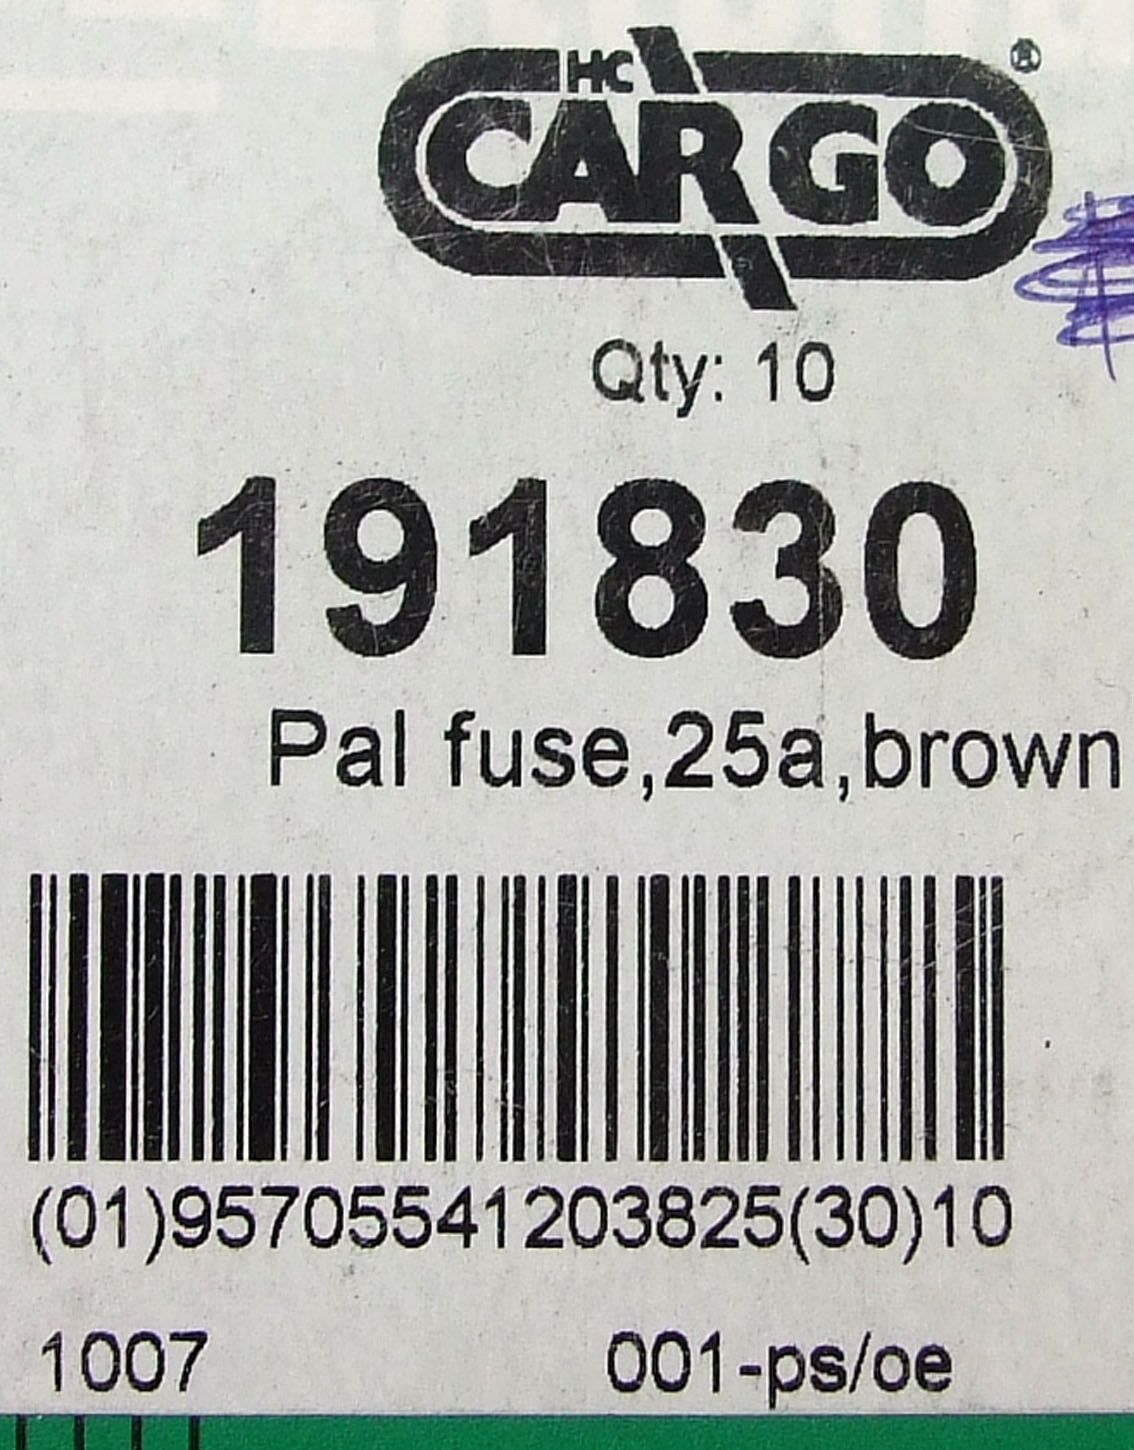 HC
CARGO®
Qty: 10
191830
Pal fuse,25a,brown
(01)95705541203825(30)10
1007
001-ps/oe